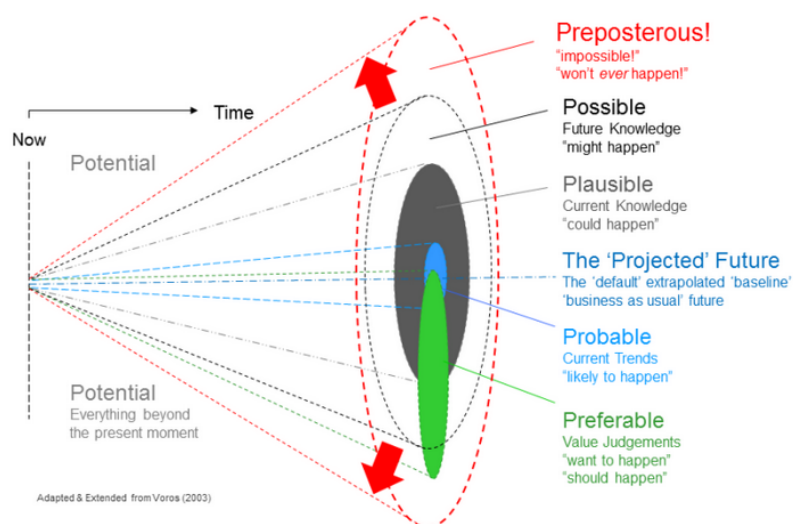 Preposterous!
"impossible!"
"won't ever happen!"
Time
Now
Potential
Possible
Future Knowledge
"might happen"
Plausible
Current Knowledge
"could happen"
The ‘Projected’ Future
The ‘default’ extrapolated ‘baseline’
‘business as usual’ future
Probable
Current Trends
"likely to happen"
Potential
Everything beyond
the present moment
Preferable
Value Judgements
"want to happen"
"should happen"
Adapted & Extended from Voros (2003)